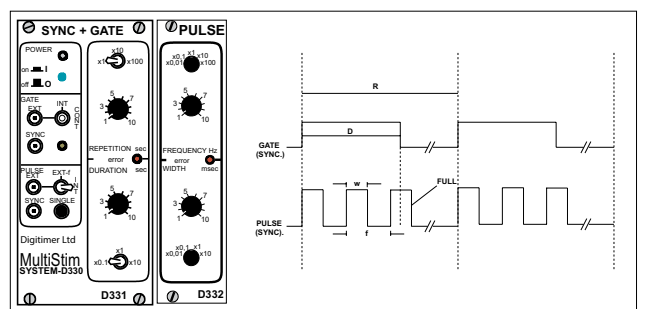 SYNC + GATE
POWER
on I
off O
GATE
EXT
INT
CONT
SYNC
PULSE
EXT
EXT-f
INT
SYNC
SINGLE
Digitimer Ltd
MultiStim
SYSTEM-D330
x10
x1
x100
5
3
7
1
10
REPETITION sec
error
DURATION sec
5
3
7
1
10
x1
x0.1
x10
D331
PULSE
x0,1
x1
x10
x0,01
x100
5
3
7
1
10
FREQUENCY Hz
error
WIDTH msec
5
3
7
1
10
x0,1
x1
x0,01
x10
D332
R
D
GATE
(SYNC.)
w
FULL
PULSE
(SYNC).
f